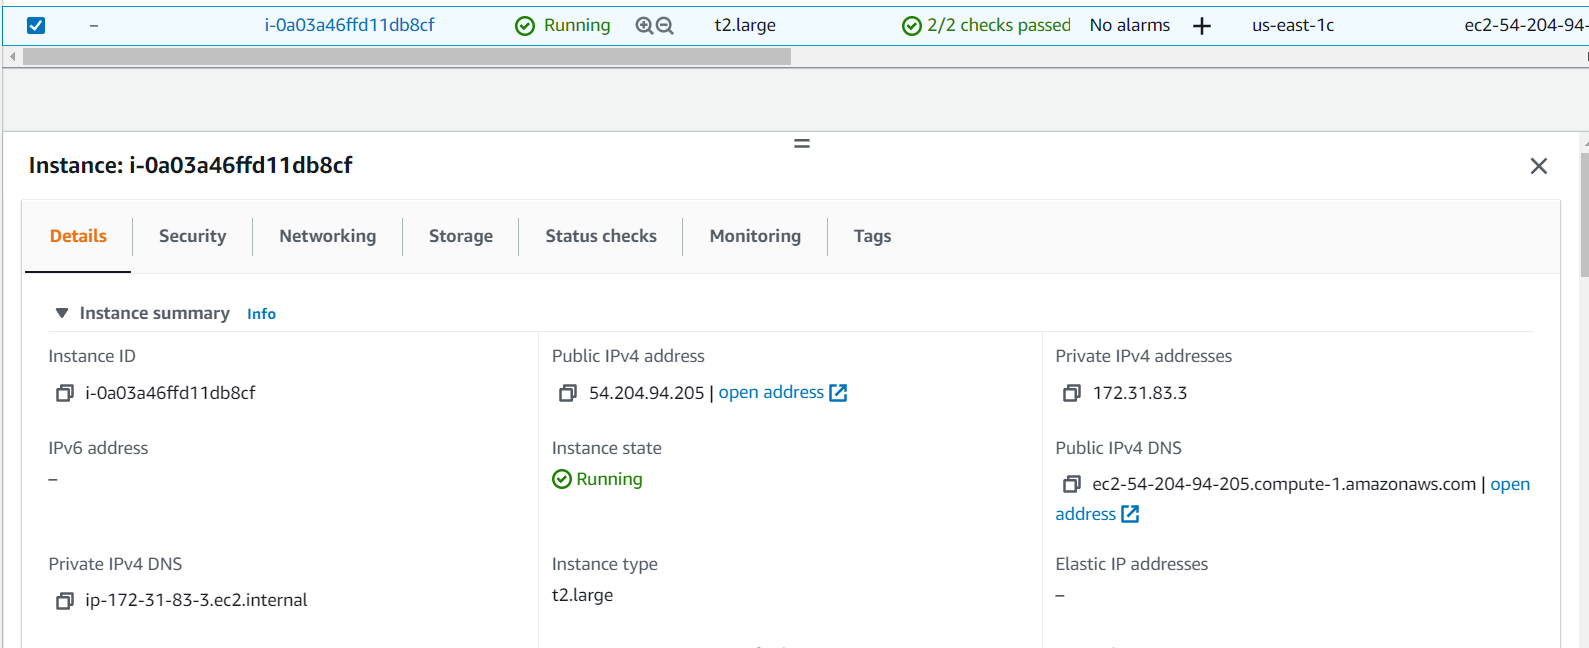 – i-0a03a46ffd11db8cf Running t2.large 2/2 checks passed No alarms + us-east-1c ec2-54-204-94-
Instance: i-0a03a46ffd11db8cf
Details Security Networking Storage Status checks Monitoring Tags
Instance summary Info
Instance ID
i-0a03a46ffd11db8cf
Public IPv4 address
54.204.94.205 | open address
Private IPv4 addresses
172.31.83.3
IPv6 address
–
Instance state
Running
Public IPv4 DNS
ec2-54-204-94-205.compute-1.amazonaws.com | open
address
Private IPv4 DNS
ip-172-31-83-3.ec2.internal
Instance type
t2.large
Elastic IP addresses
–